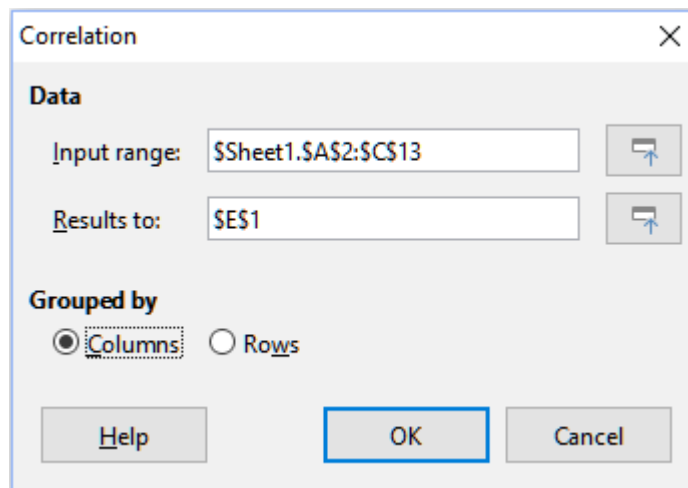 Correlation
Data
Input range: $Sheet1.$A$2:$C$13
Results to: $E$1
Grouped by
Columns Rows
Help OK Cancel